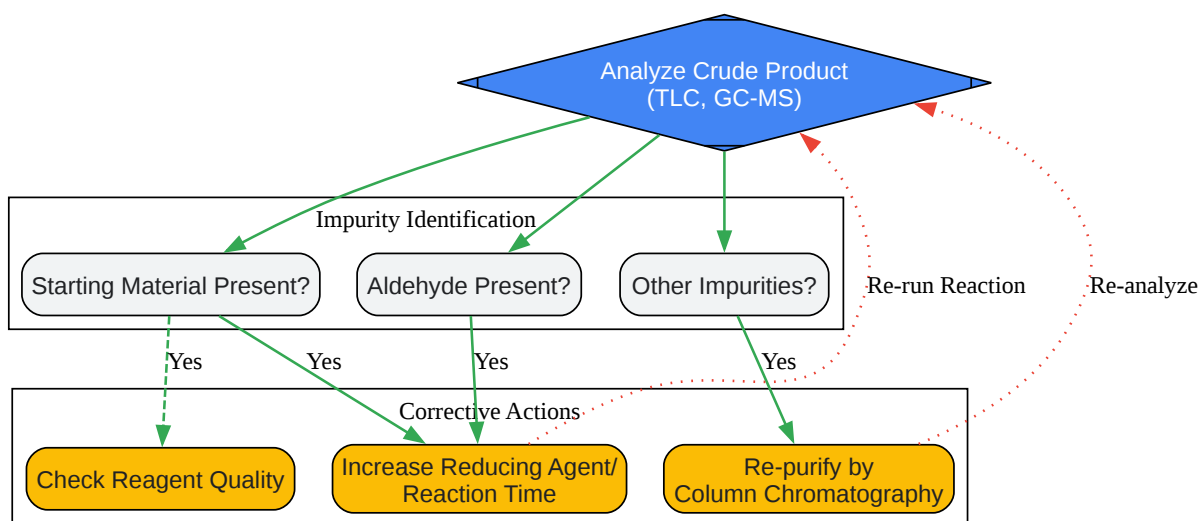 Analyze Crude Product
(TLC, GC-MS)
Impurity Identification
Starting Material Present?
Aldehyde Present?
Other Impurities?
Re-run Reaction
Re-analyze
Yes
Yes
Yes
Yes
Corrective Actions
Check Reagent Quality
Increase Reducing Agent/
Reaction Time
Re-purify by
Column Chromatography